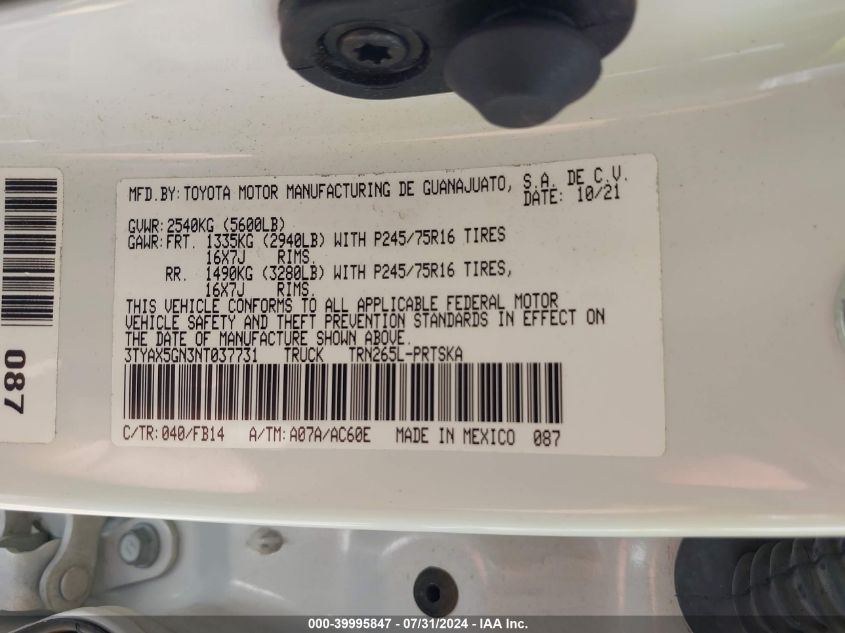 MFD.BY:TOYOTA MOTOR MANUFACTURING DE GUANAJUATO, S.A. DE C.V.
DATE: 10/21
GVWR:2540KG (5600LB)
GAWR:FRT. 1335KG (2940LB) WITH P245/75R16 TIRES
16X7J RIMS.
RR. 1490KG (3280LB) WITH P245/75R16 TIRES,
16X7J RIMS.
THIS VEHICLE CONFORMS TO ALL APPLICABLE FEDERAL MOTOR
VEHICLE SAFETY AND THEFT PREVENTION STANDARDS IN EFFECT ON
THE DATE OF MANUFACTURE SHOWN ABOVE.
3TYAX5GN3NT037731 TRUCK TRN265L-PRTSKA
C/TR:040/FB14 A/TM:A07A/AC60E MADE IN MEXICO 087
087
000-39995847 - 07/31/2024 - IAA Inc.